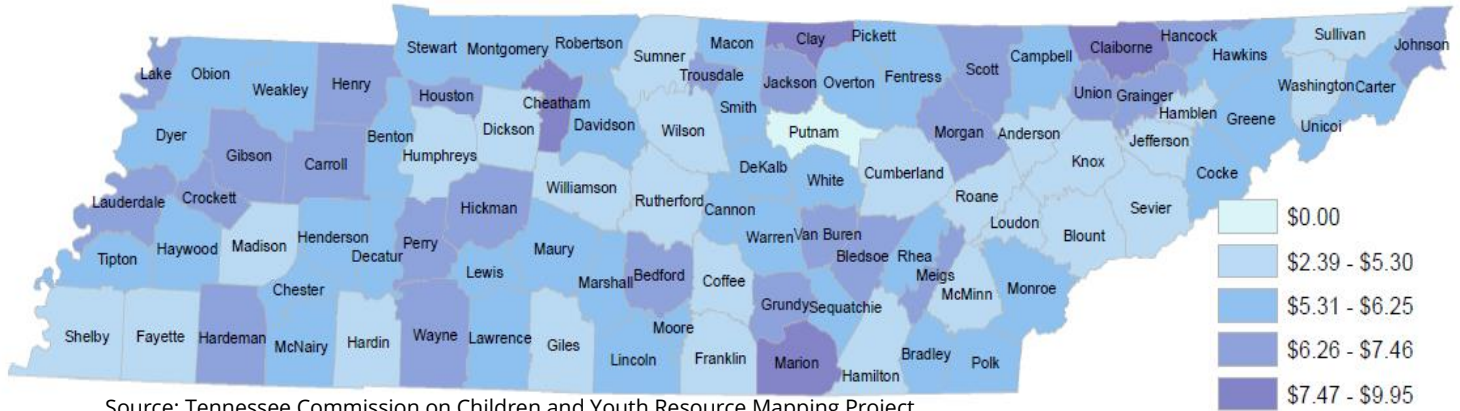 Stewart Montgomery Robertson Sumner Macon Clay Pickett Scott Campbell Claiborne Hancock Hawkins Sullivan Johnson
Lake Obion Weakley Henry Houston Cheatham Trousdale Jackson Overton Fentress Union Grainger Hamblen Washington Carter
Dyer Benton Humphreys Dickson Davidson Wilson Smith Putnam Morgan Anderson Knox Jefferson Greene Unicoi
Gibson Carroll Williamson DeKalb White Cumberland Roane Cocke
Lauderdale Crockett Hickman Rutherford Cannon Loudon Sevier
Tipton Haywood Madison Henderson Decatur Perry Lewis Maury Marshall Bedford Coffee Warren Van Buren Bledsoe Rhea Meigs McMinn Monroe Blount
Chester Grundy Sequatchie
Shelby Fayette Hardeman McNairy Hardin Wayne Lawrence Giles Lincoln Moore Franklin Marion Hamilton Bradley Polk
$0.00
$2.39 - $5.30
$5.31 - $6.25
$6.26 - $7.46
$7.47 - $9.95
Source: Tennessee Commission on Children and Youth Resource Mapping Project